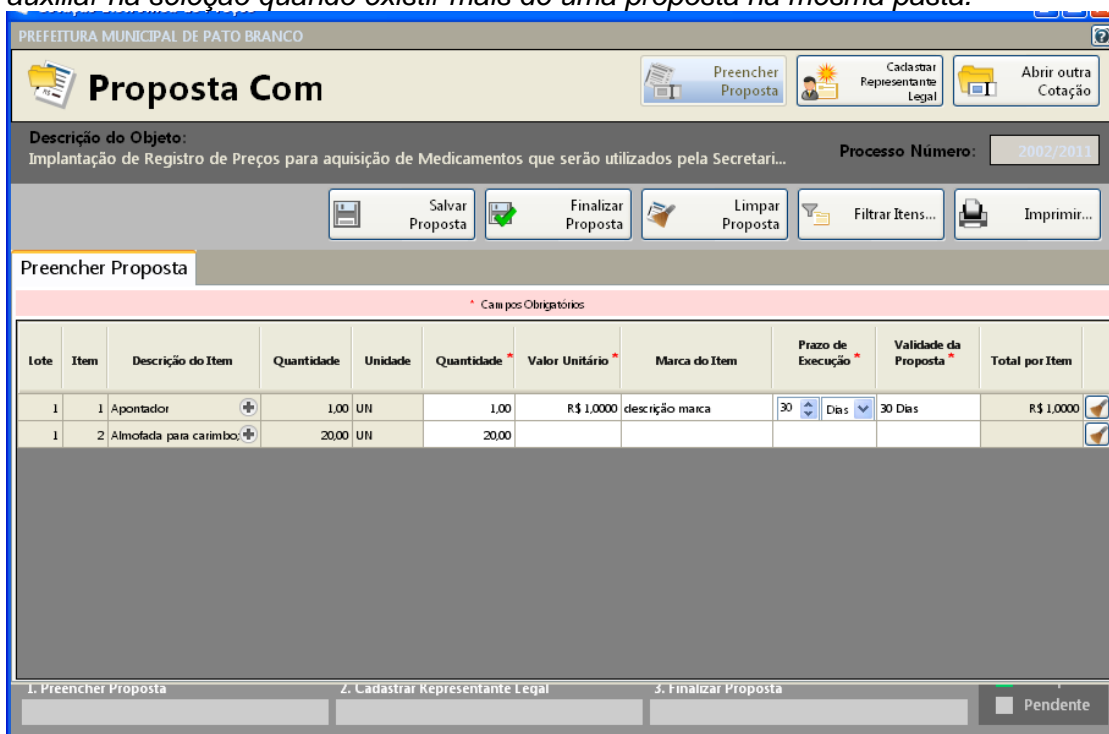 auxiliar na seleção quando existir mais de uma proposta na mesma pasta.
PREFEITURA MUNICIPAL DE PATO BRANCO
Proposta Com
Preencher
Proposta
Cadastrar
Representante
Legal
Abrir outra
Cotação
Descrição do Objeto:
Implantação de Registro de Preços para aquisição de Medicamentos que serão utilizados pela Secretari...
Processo Número: 2002/2011
Salvar
Proposta
Finalizar
Proposta
Limpar
Proposta
Filtrar Itens...
Imprimir...
Preencher Proposta
* Campos Obrigatórios
Lote Item Descrição do Item Quantidade Unidade Quantidade * Valor Unitário * Marca do Item Prazo de Execução * Validade da Proposta * Total por Item
1 1 Apontador 1,00 UN 1,00 R$ 1,0000 descrição marca 30 Dias 30 Dias R$ 1,0000
1 2 Almofada para carimbo; 20,00 UN 20,00
1. Preencher Proposta 2. Cadastrar Representante Legal 3. Finalizar Proposta
Pendente